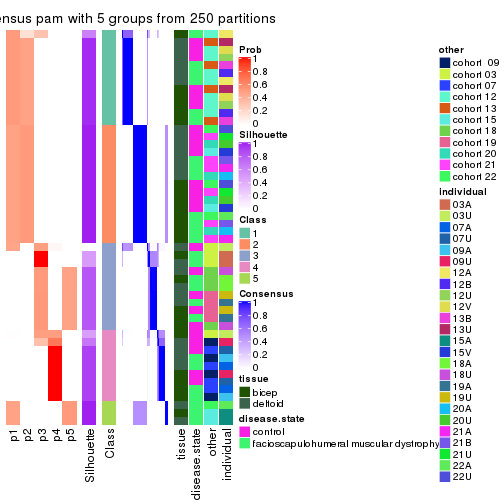 ensus pam with 5 groups from 250 partitions
p1
p2
p3
p4
p5
Silhouette
Class
tissue
disease.state
other
individual
Prob
1
0.8
0.6
0.4
0.2
0
Silhouette
1
0.8
0.6
0.4
0.2
0
Class
1
2
3
4
5
Consensus
1
0.8
0.6
0.4
0.2
0
tissue
bicep
deltoid
disease.state
control
facioscapulohumeral muscular dystrophy
other
cohort 09
cohort 03
cohort 07
cohort 12
cohort 13
cohort 15
cohort 18
cohort 19
cohort 20
cohort 21
cohort 22
individual
03A
03U
07A
07U
09A
09U
12A
12B
12U
12V
13B
13U
15A
15V
18A
18U
19A
19U
20A
20U
21A
21B
21U
22A
22U